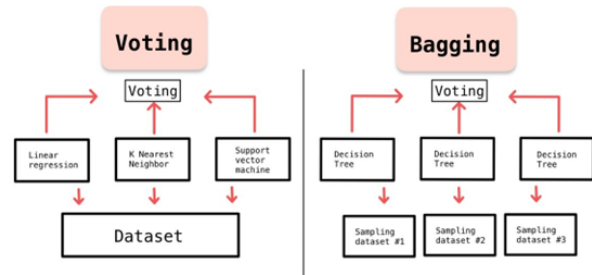 Voting
Voting
Linear
regression
K Nearest
Neighbor
Support
vector
machine
Dataset
Bagging
Voting
Decision
Tree
Decision
Tree
Decision
Tree
Sampling
dataset #1
Sampling
dataset #2
Sampling
dataset #3